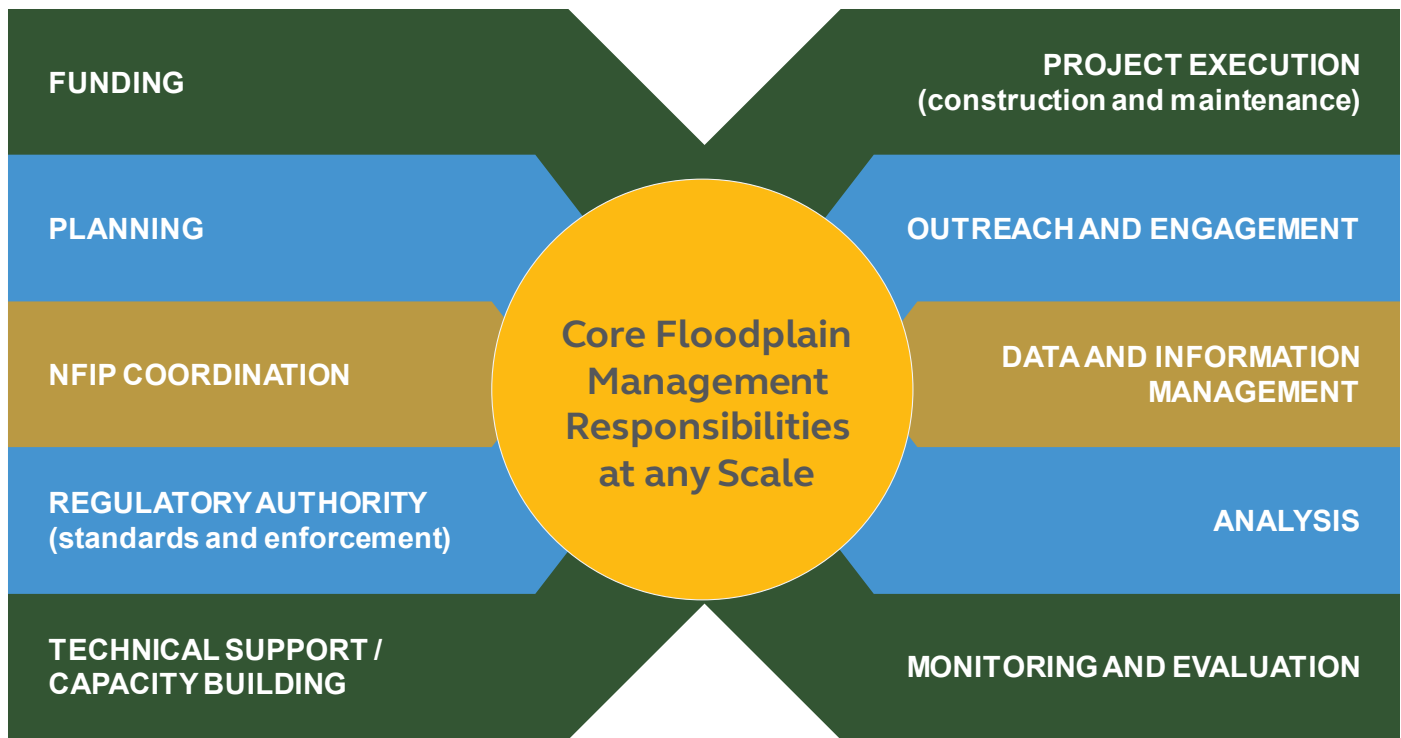 FUNDING
PLANNING
NFIP COORDINATION
REGULATORY AUTHORITY
(standards and enforcement)
TECHNICAL SUPPORT /
CAPACITY BUILDING
Core Floodplain
Management
Responsibilities
at any Scale
PROJECT EXECUTION
(construction and maintenance)
OUTREACH AND ENGAGEMENT
DATA AND INFORMATION
MANAGEMENT
ANALYSIS
MONITORING AND EVALUATION